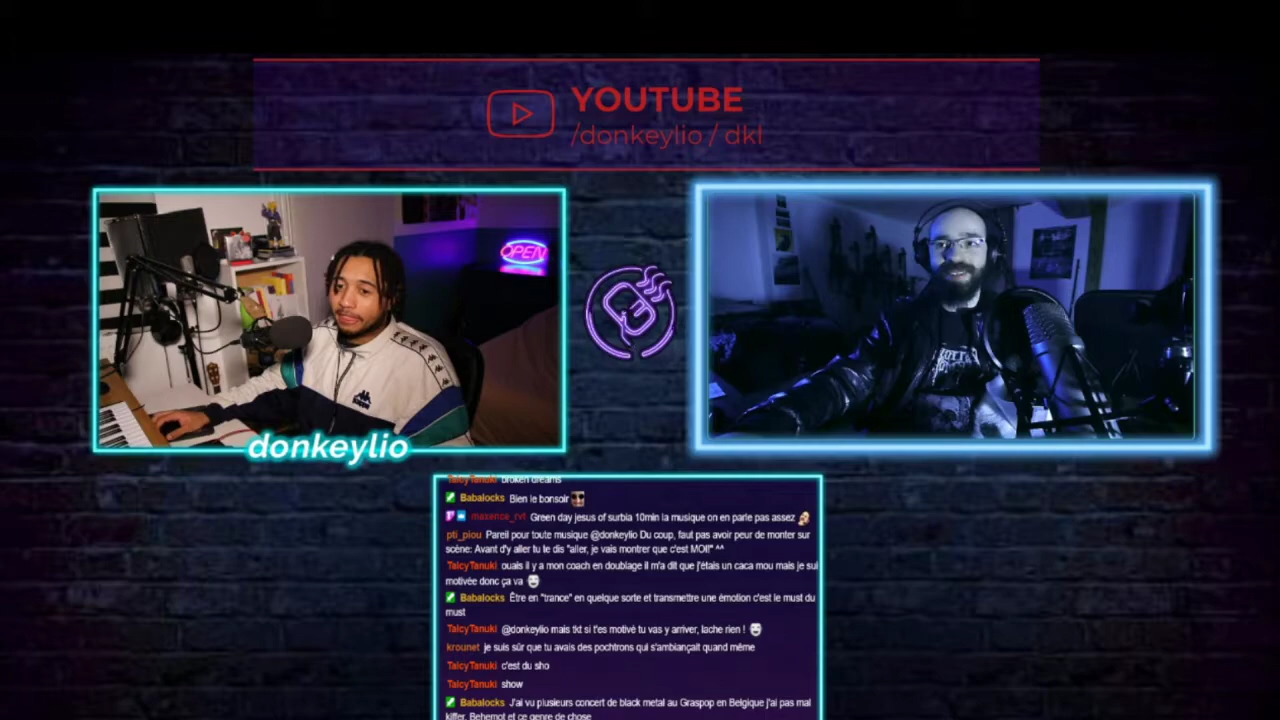 YOUTUBE
/donkeylio / dkl
OPEN
Kappa
donkeylio
TalcyTanuki broken dreams
Babalocks Bien le bonsoir
maxence_rvt Green day jesus of surbia 10min la musique on en parle pas assez
pti_piou Pareil pour toute musique @donkeylio Du coup, faut pas avoir peur de monter sur
scène: Avant d'y aller tu te dis "aller, je vais montrer que c'est MOI!" ^^
TalcyTanuki ouais il y a mon coach en doublage il m'a dit que j'étais un caca mou mais je sui
motivée donc ça va
Babalocks Être en "trance" en quelque sorte et transmettre une émotion c'est le must du
must
TalcyTanuki @donkeylio mais tkt si t'es motivé tu vas y arriver, lache rien !
krounet je suis sûr que tu avais des pochtrons qui s'ambiançait quand même
TalcyTanuki c'est du sho
TalcyTanuki show
Babalocks J'ai vu plusieurs concert de black metal au Graspop en Belgique j'ai pas mal
kiffer, Behemot et ce genre de chose